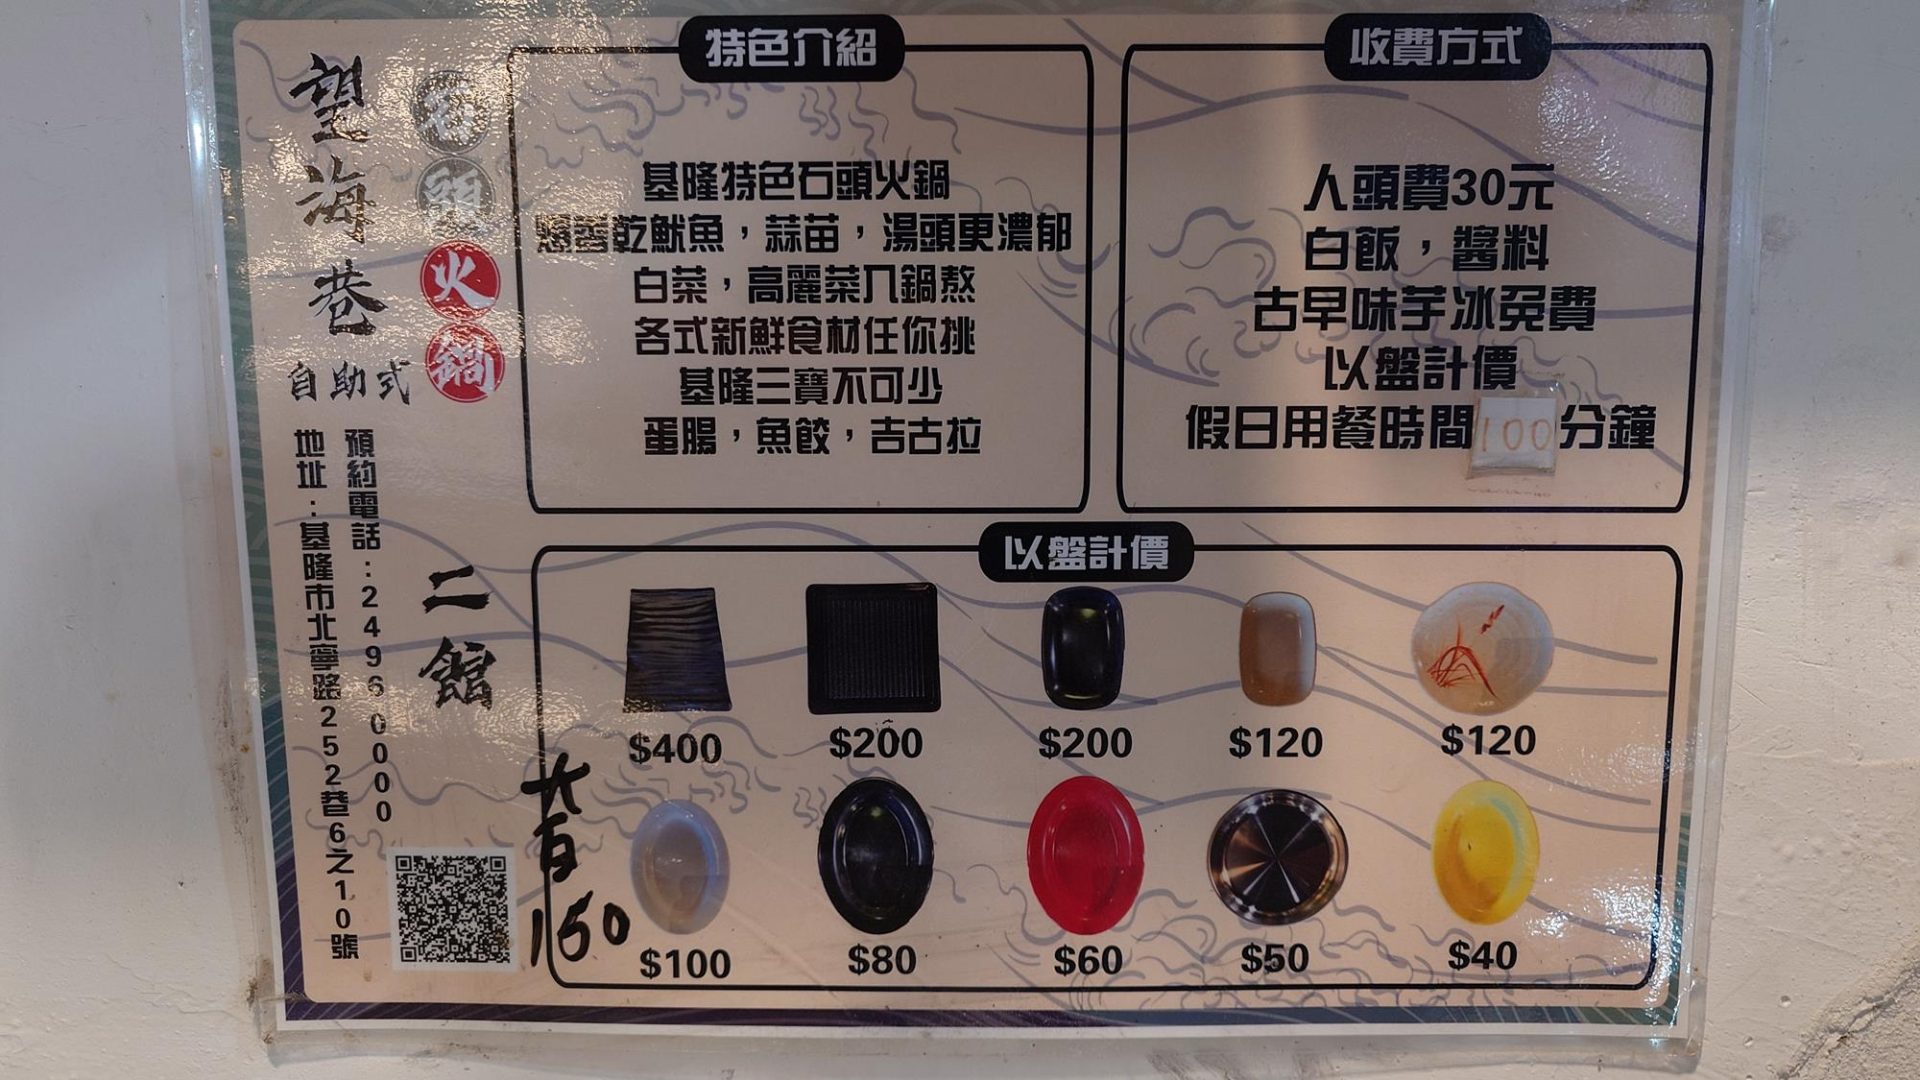 望海巷
石頭火鍋
自助式
預約電話：24960000
地址：基隆市北寧路252巷6之10號
二館
特色介紹
基隆特色石頭火鍋
爆香乾魷魚，蒜苗，湯頭更濃郁
白菜，高麗菜入鍋熬
各式新鮮食材任你挑
基隆三寶不可少
蛋腸，魚餃，吉古拉
收費方式
人頭費30元
白飯，醬料
古早味芋冰免費
以盤計價
假日用餐時間100分鐘
以盤計價
$400
$200
$200
$120
$120
大白150
$100
$80
$60
$50
$40